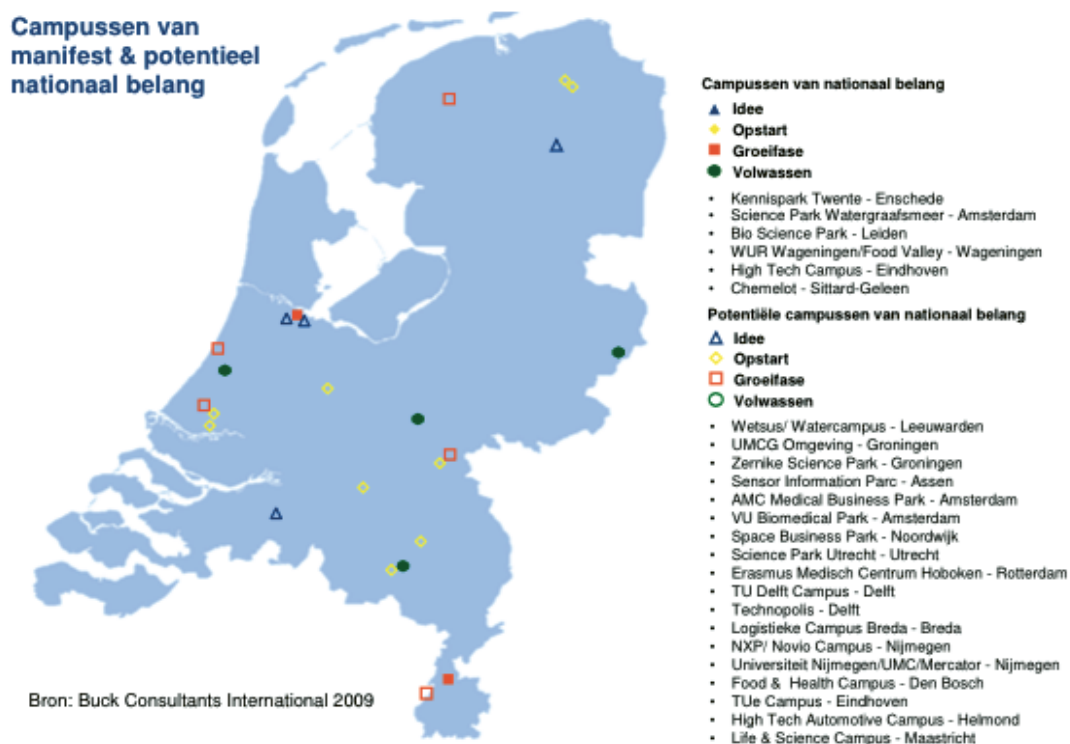 Campussen van
manifest & potentieel
nationaal belang
Campussen van nationaal belang
Idee
Opstart
Groeifase
Volwassen
• Kennispark Twente - Enschede
• Science Park Watergraafsmeer - Amsterdam
• Bio Science Park - Leiden
• WUR Wageningen/Food Valley - Wageningen
• High Tech Campus - Eindhoven
• Chemelot - Sittard-Geleen
Potentiële campussen van nationaal belang
Idee
Opstart
Groeifase
Volwassen
• Wetsus/ Watercampus - Leeuwarden
• UMCG Omgeving - Groningen
• Zernike Science Park - Groningen
• Sensor Information Parc - Assen
• AMC Medical Business Park - Amsterdam
• VU Biomedical Park - Amsterdam
• Space Business Park - Noordwijk
• Science Park Utrecht - Utrecht
• Erasmus Medisch Centrum Hoboken - Rotterdam
• TU Delft Campus - Delft
• Technopolis - Delft
• Logistieke Campus Breda - Breda
• NXP/ Novio Campus - Nijmegen
• Universiteit Nijmegen/UMC/Mercator - Nijmegen
• Food & Health Campus - Den Bosch
• TUe Campus - Eindhoven
• High Tech Automotive Campus - Helmond
• Life & Science Campus - Maastricht
Bron: Buck Consultants International 2009